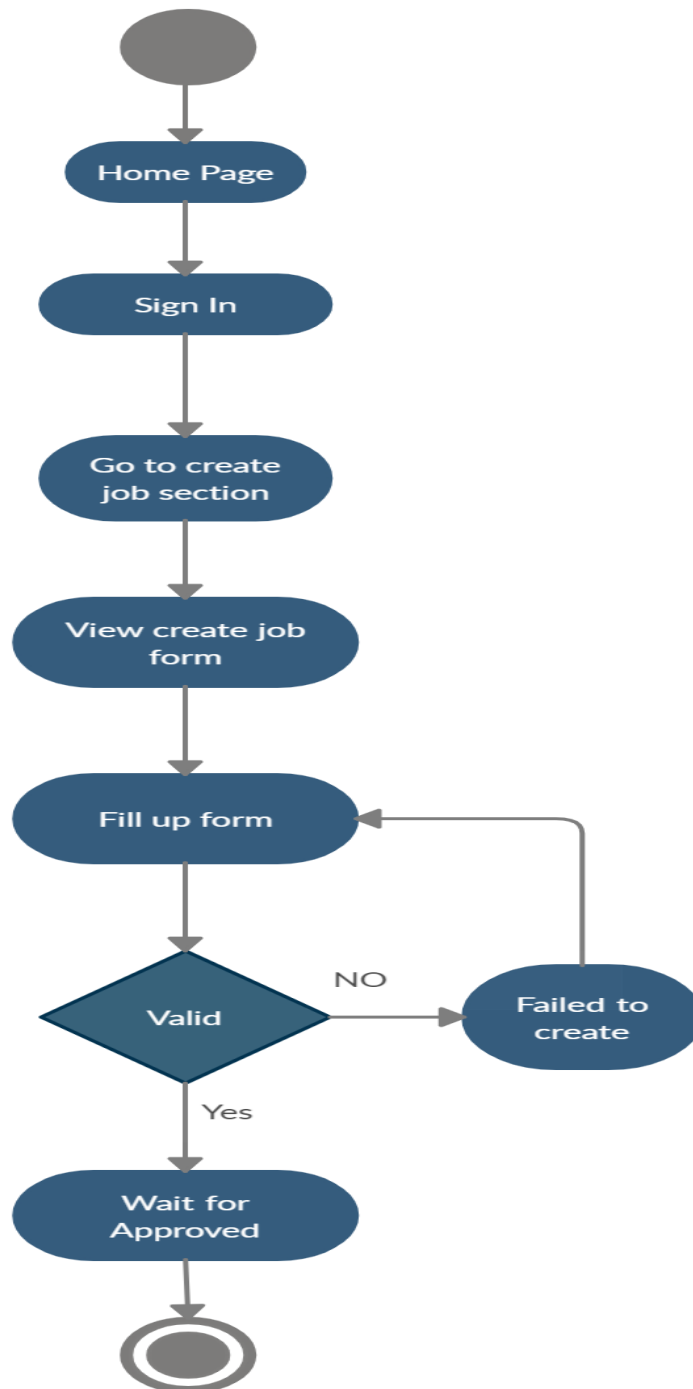 Home Page
Sign In
Go to create
job section
View create job
form
Fill up form
NO
Valid
Failed to
create
Yes
Wait for
Approved